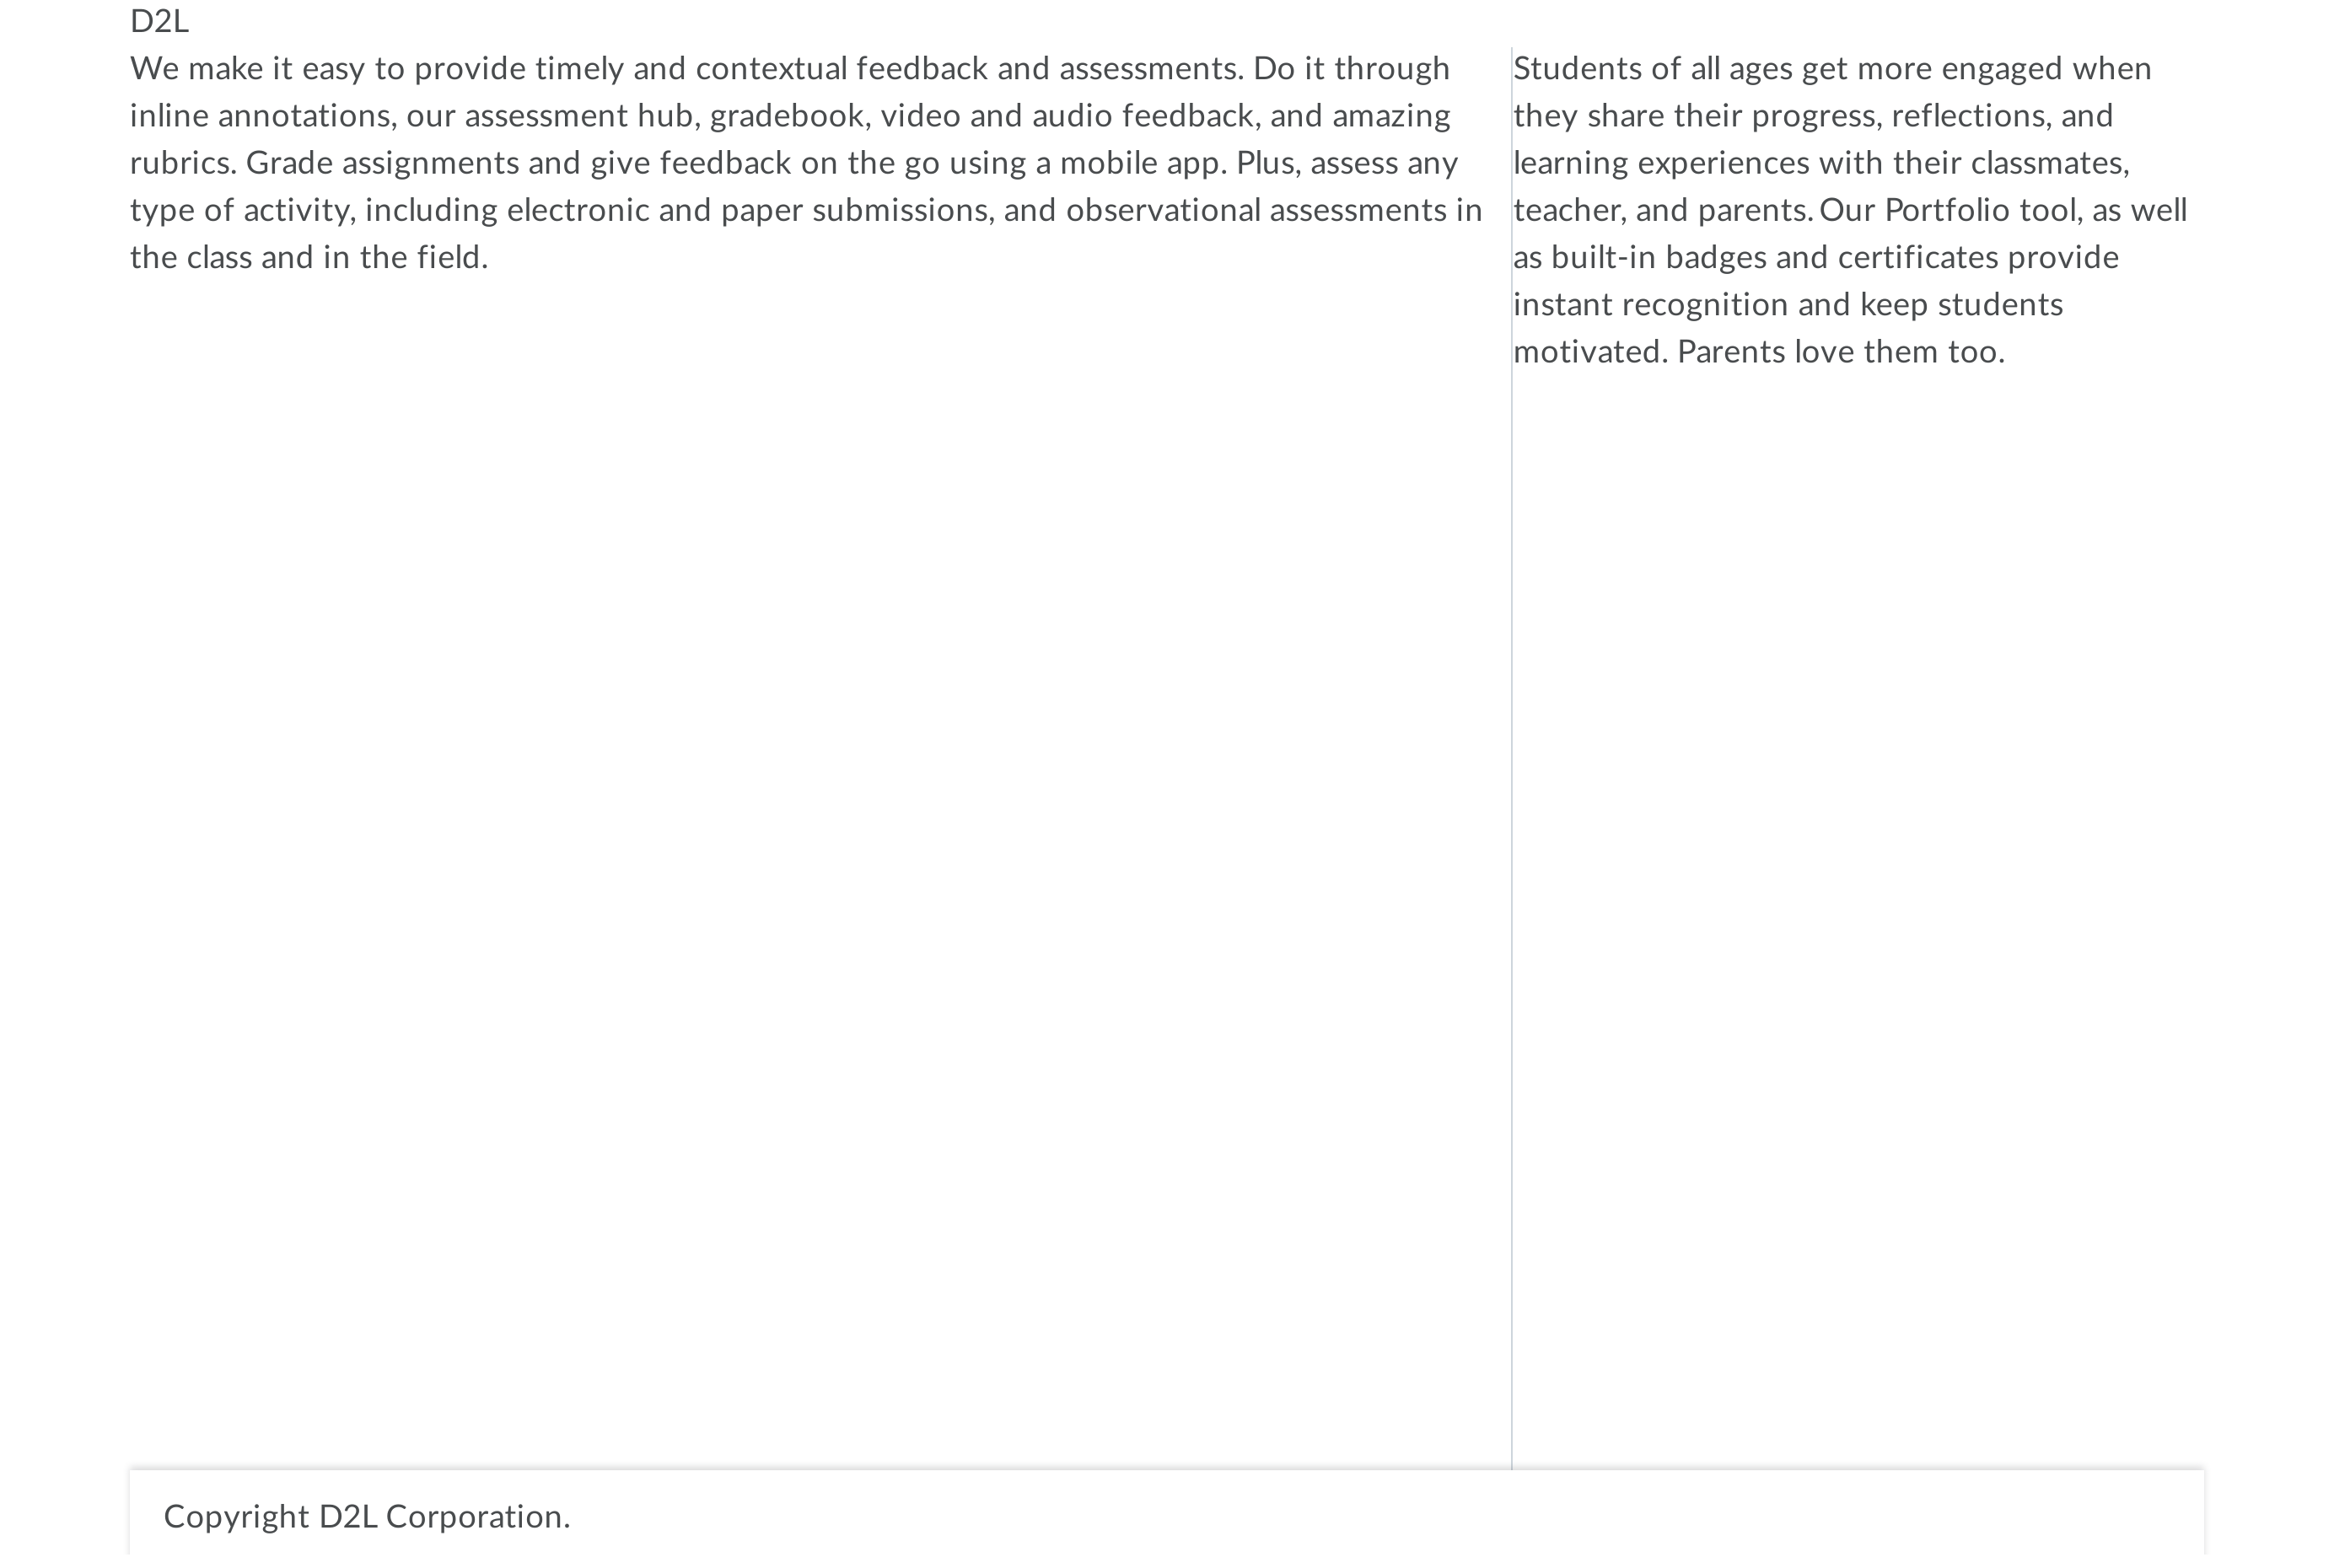 D2L
We make it easy to provide timely and contextual feedback and assessments. Do it through
inline annotations, our assessment hub, gradebook, video and audio feedback, and amazing
rubrics. Grade assignments and give feedback on the go using a mobile app. Plus, assess any
type of activity, including electronic and paper submissions, and observational assessments in
the class and in the field.
Students of all ages get more engaged when
they share their progress, reflections, and
learning experiences with their classmates,
teacher, and parents. Our Portfolio tool, as well
as built-in badges and certificates provide
instant recognition and keep students
motivated. Parents love them too.
Copyright D2L Corporation.